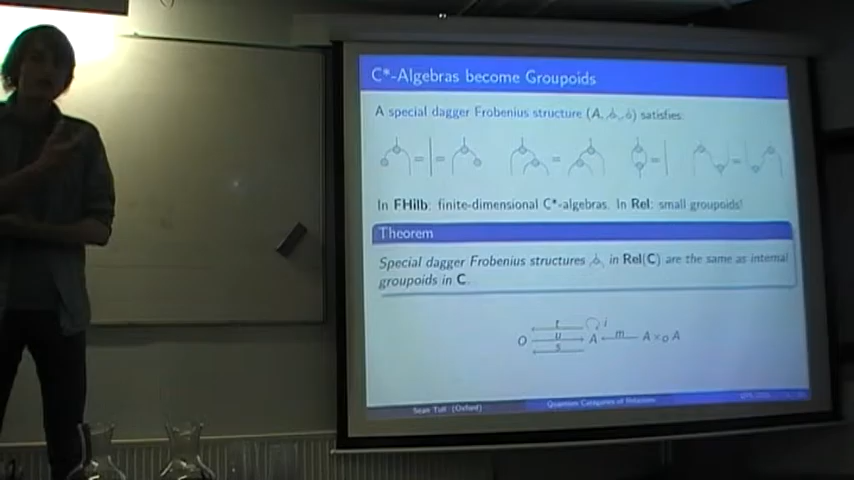 C*-Algebras become Groupoids
A special dagger Frobenius structure (A, , ) satisfies:
In FHilb: finite-dimensional C*-algebras. In Rel: small groupoids!
Theorem
Special dagger Frobenius structures in Rel(C) are the same as internal
groupoids in C.
t
i
O u A m A ×O A
s
Sean Tull (Oxford) Quantum Categories of Relations